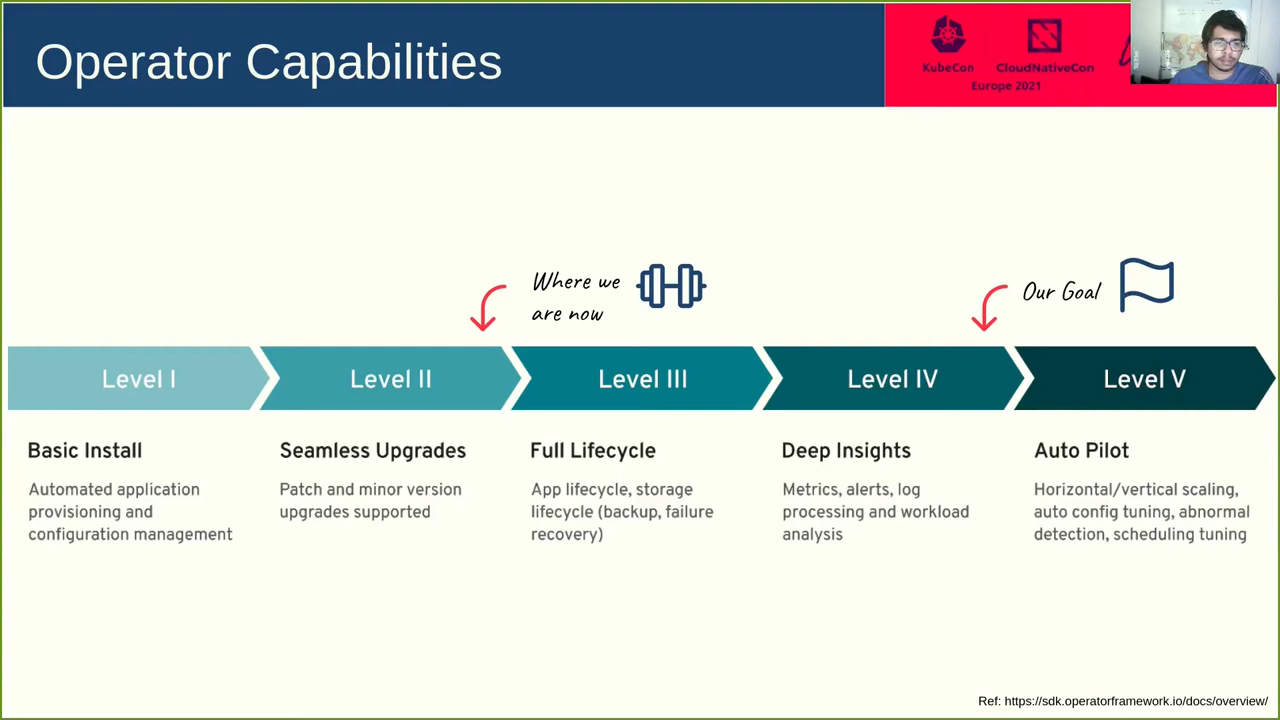 Operator Capabilities
KubeCon
CloudNativeCon
Europe 2021
Where we
are now
Our Goal
Level I
Level II
Level III
Level IV
Level V
Basic Install
Automated application
provisioning and
configuration management
Seamless Upgrades
Patch and minor version
upgrades supported
Full Lifecycle
App lifecycle, storage
lifecycle (backup, failure
recovery)
Deep Insights
Metrics, alerts, log
processing and workload
analysis
Auto Pilot
Horizontal/vertical scaling,
auto config tuning, abnormal
detection, scheduling tuning
Ref: https://sdk.operatorframework.io/docs/overview/